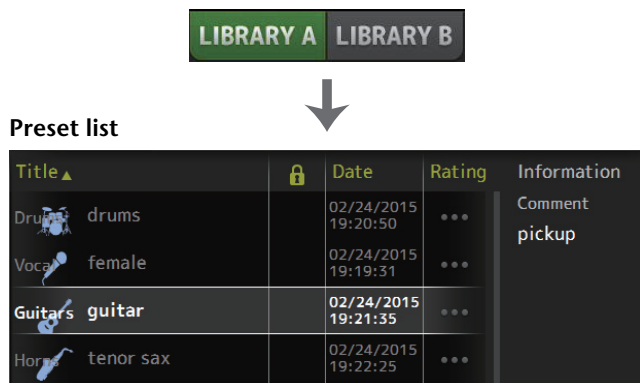 LIBRARY A LIBRARY B
Preset list
Title Date Rating Information
Comment
pickup
Drums drums 02/24/2015
19:20:50
Vocal female 02/24/2015
19:19:31
Guitars guitar 02/24/2015
19:21:35
Horns tenor sax 02/24/2015
19:22:25